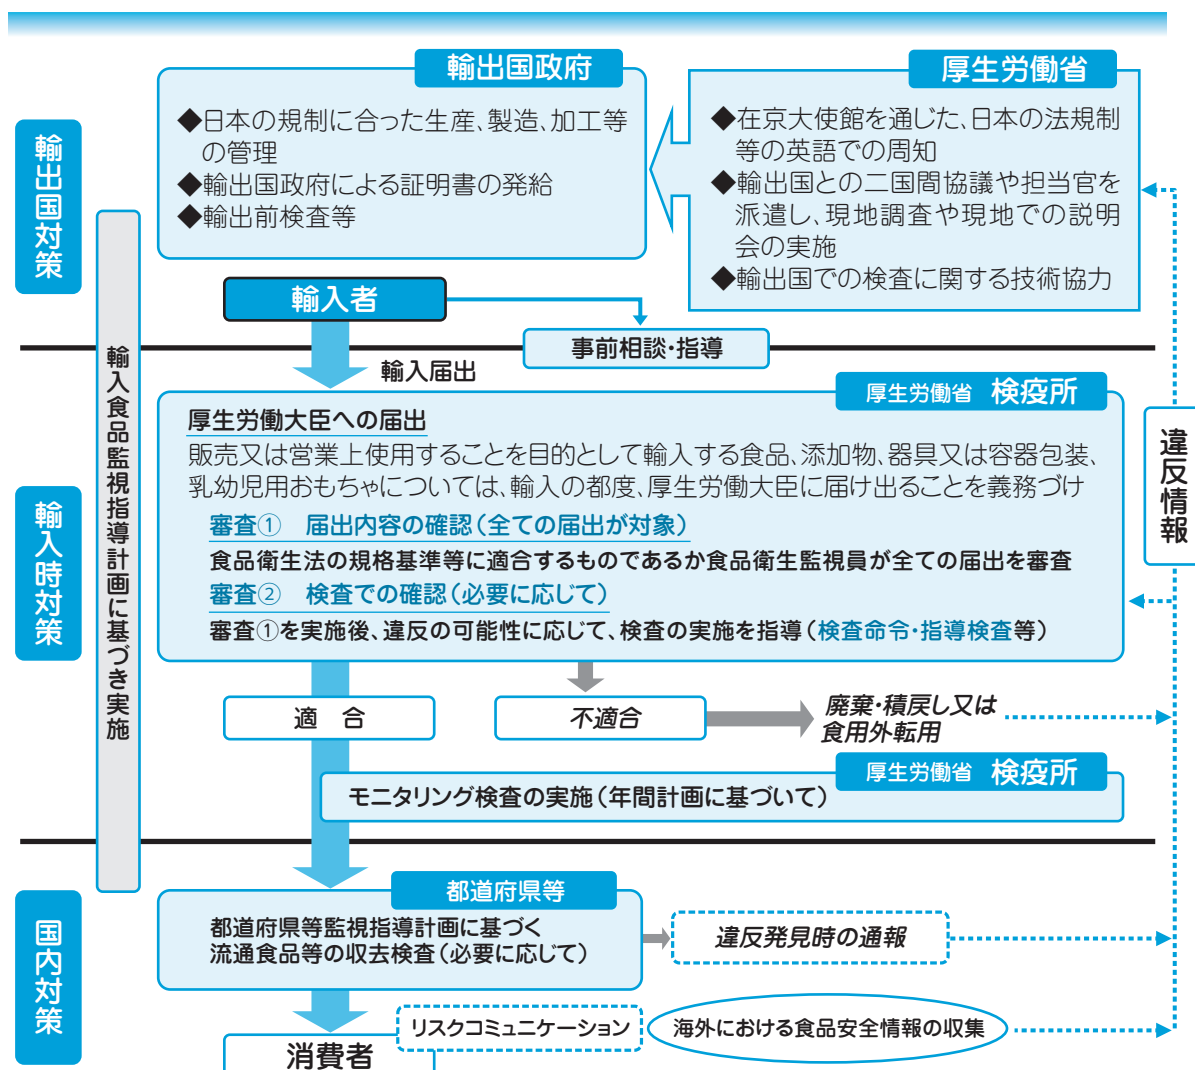 輸出国対策
輸出国政府
◆日本の規制に合った生産、製造、加工等
の管理
◆輸出国政府による証明書の発給
◆輸出前検査等
厚生労働省
◆在京大使館を通じた、日本の法規制
等の英語での周知
◆輸出国との二国間協議や担当官を
派遣し、現地調査や現地での説明
会の実施
◆輸出国での検査に関する技術協力
輸入者
事前相談・指導
輸入食品監視指導計画に基づき実施
輸入届出
輸入時対策
厚生労働省 検疫所
厚生労働大臣への届出
販売又は営業上使用することを目的として輸入する食品、添加物、器具又は容器包装、
乳幼児用おもちゃについては、輸入の都度、厚生労働大臣に届け出ることを義務づけ
審査① 届出内容の確認（全ての届出が対象）
食品衛生法の規格基準等に適合するものであるか食品衛生監視員が全ての届出を審査
審査② 検査での確認（必要に応じて）
審査①を実施後、違反の可能性に応じて、検査の実施を指導（検査命令・指導検査等）
違反情報
適 合
不適合
廃棄・積戻し又は
食用外転用
厚生労働省 検疫所
モニタリング検査の実施（年間計画に基づいて）
国内対策
都道府県等
都道府県等監視指導計画に基づく
流通食品等の収去検査（必要に応じて）
違反発見時の通報
リスクコミュニケーション
海外における食品安全情報の収集
消費者